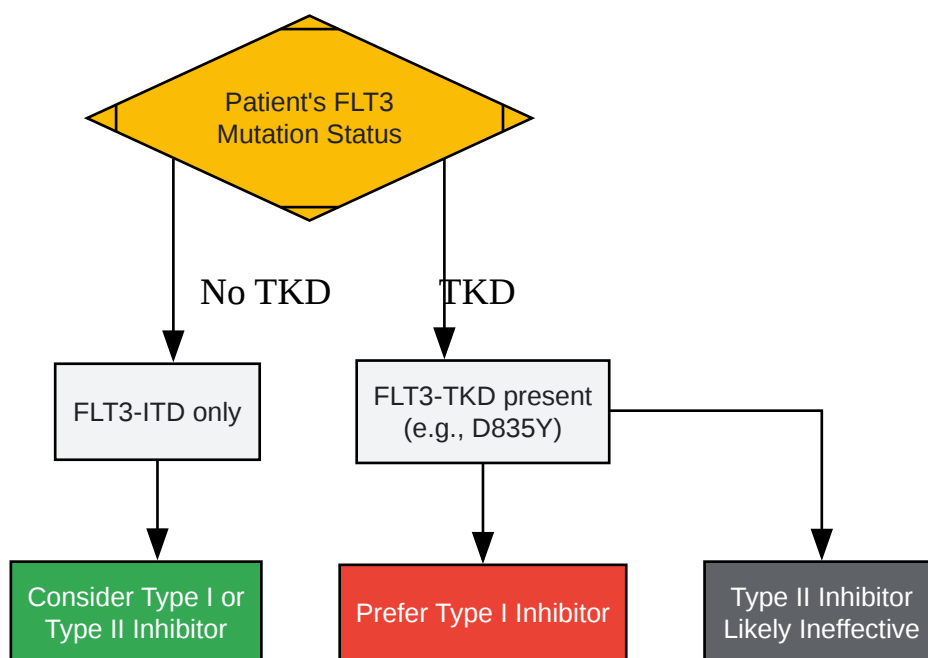 Patient's FLT3
Mutation Status
No TKD
TKD
FLT3-ITD only
FLT3-TKD present
(e.g., D835Y)
Consider Type I or
Type II Inhibitor
Prefer Type I Inhibitor
Type II Inhibitor
Likely Ineffective